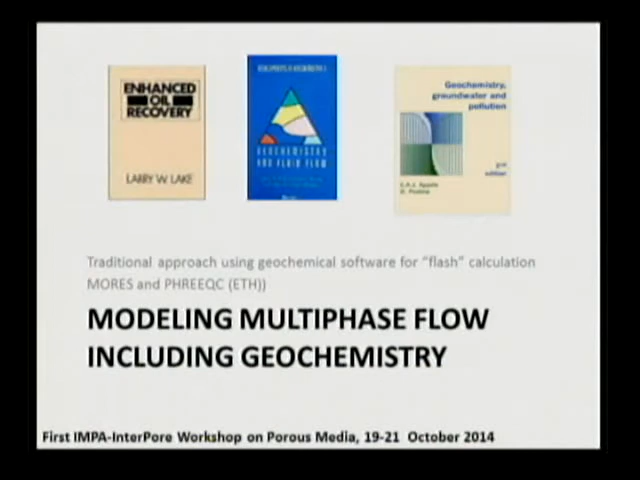 ENHANCED
OIL
RECOVERY
LARRY W. LAKE
GEOCHEMISTRY
AND FLUID FLOW
Geochemistry,
groundwater and
pollution
edition
Traditional approach using geochemical software for “flash” calculation
MORES and PHREEQC (ETH))
MODELING MULTIPHASE FLOW
INCLUDING GEOCHEMISTRY
First IMPA-InterPore Workshop on Porous Media, 19-21 October 2014